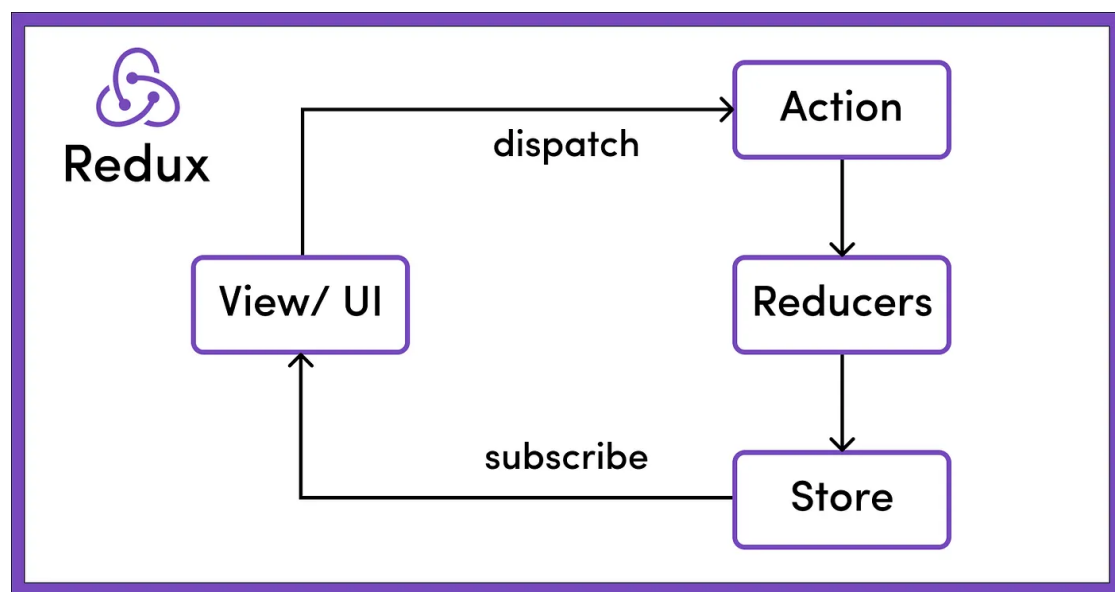 Redux
dispatch
Action
View/ UI
Reducers
subscribe
Store